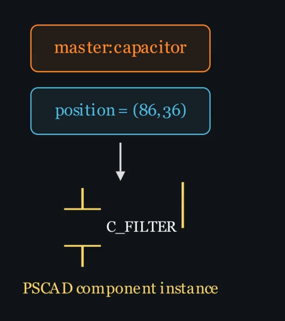 master:capacitor
position = (86,36)
C_FILTER
PSCAD component instance